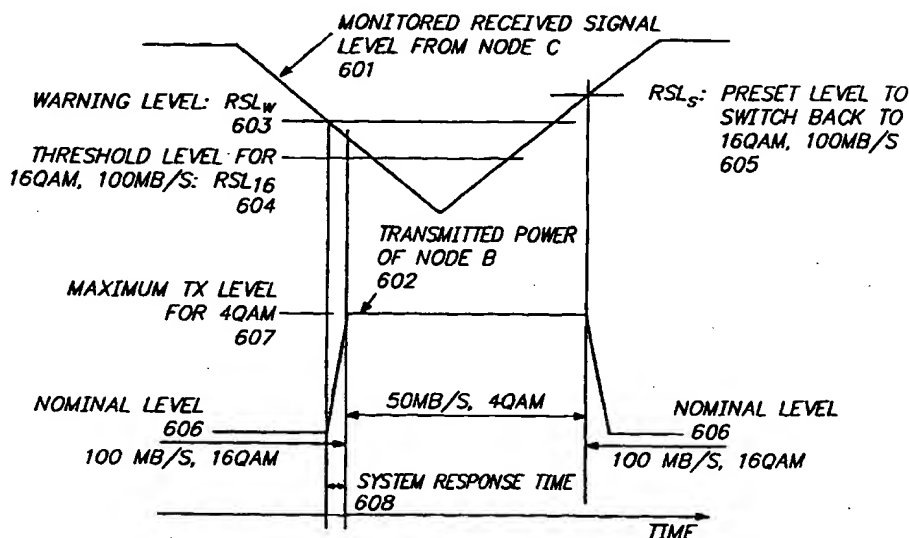 MONITORED RECEIVED SIGNAL
LEVEL FROM NODE C
601
WARNING LEVEL: RSLw
603
RSLS: PRESET LEVEL TO
SWITCH BACK TO
16QAM, 100MB/S
605
THRESHOLD LEVEL FOR
16QAM, 100MB/S: RSL16
604
TRANSMITTED POWER
OF NODE B
602
MAXIMUM TX LEVEL
FOR 4QAM
607
50MB/S, 4QAM
NOMINAL LEVEL
606
NOMINAL LEVEL
606
100 MB/S, 16QAM
100 MB/S, 16QAM
SYSTEM RESPONSE TIME
608
TIME